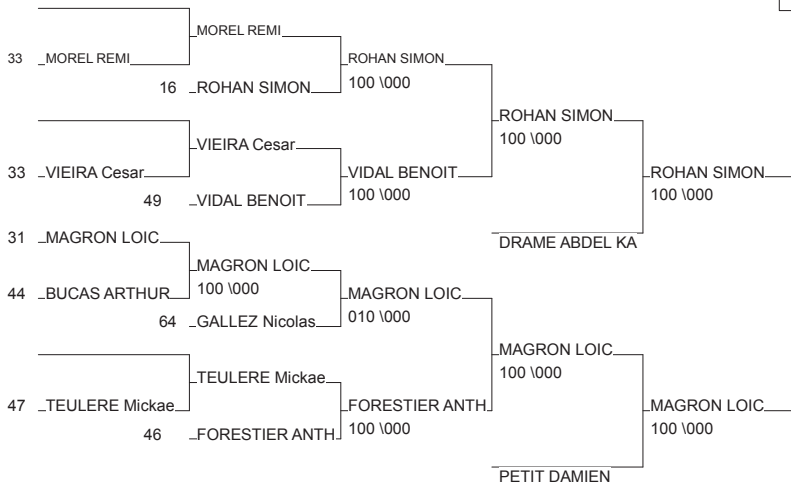 MOREL REMI
33 MOREL REMI
ROHAN SIMON
16 ROHAN SIMON
100 \000
ROHAN SIMON
100 \000
VIEIRA Cesar
33 VIEIRA Cesar
VIDAL BENOIT
ROHAN SIMON
49 VIDAL BENOIT
100 \000
100 \000
31 MAGRON LOIC
DRAME ABDEL KA
MAGRON LOIC
100 \000
44 BUCAS ARTHUR
MAGRON LOIC
64 GALLEZ Nicolas
010 \000
MAGRON LOIC
100 \000
TEULERE Mickae
47 TEULERE Mickae
FORESTIER ANTH
MAGRON LOIC
46 FORESTIER ANTH
100 \000
100 \000
PETIT DAMIEN